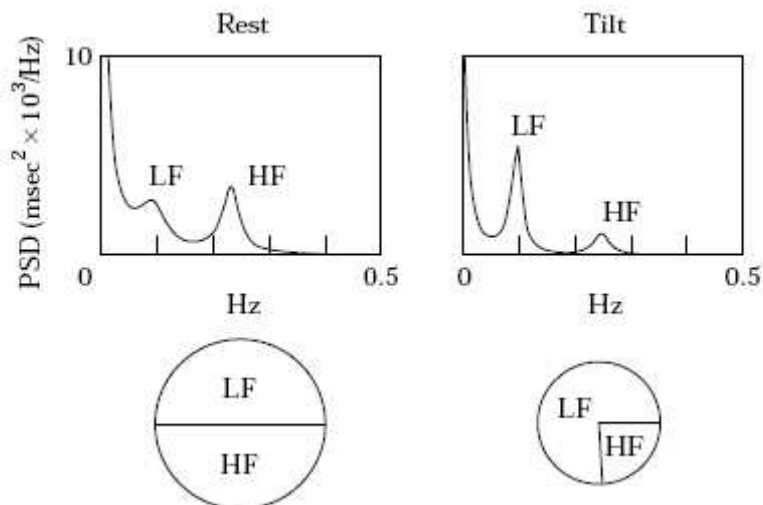 Rest
Tilt
10
PSD (msec² × 10³/Hz)
LF
HF
LF
HF
0
0.5
0
0.5
Hz
Hz
LF
HF
LF
HF